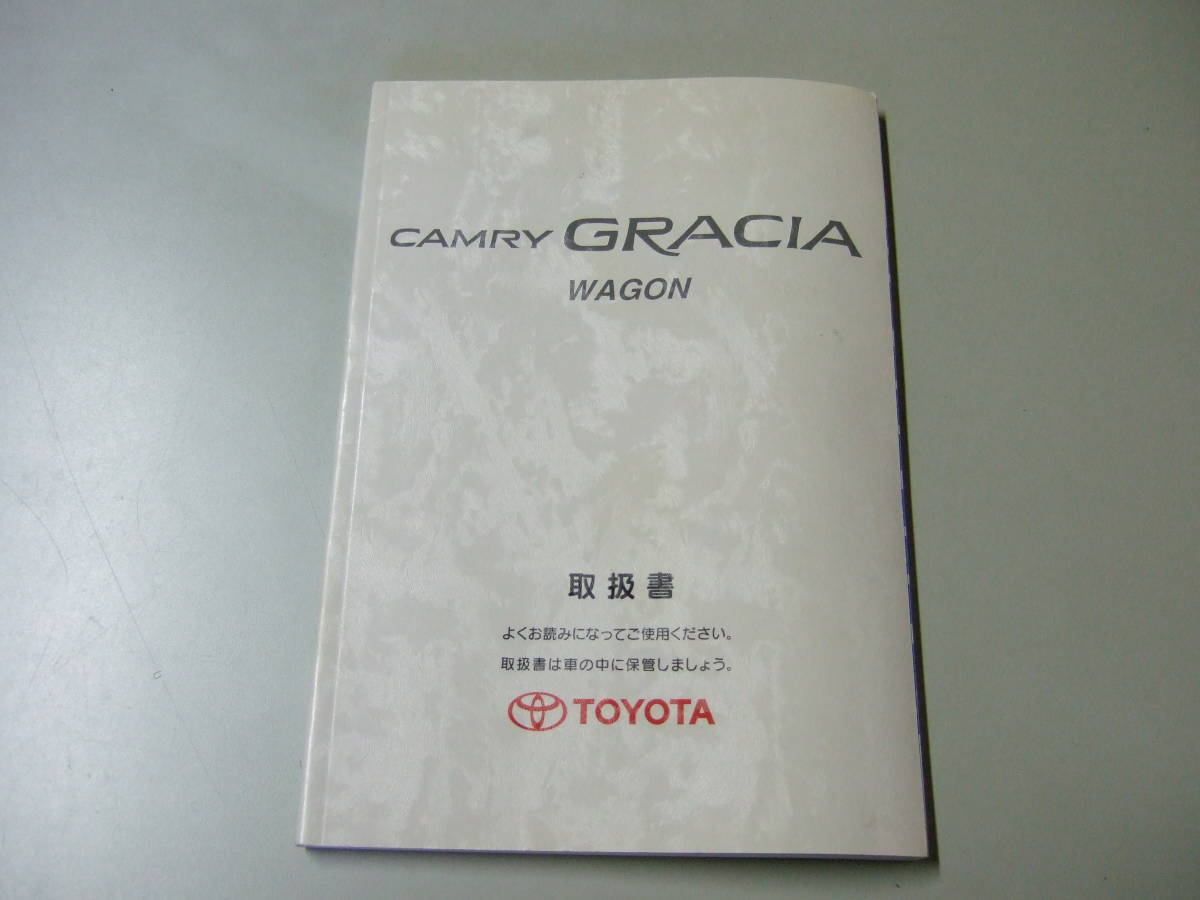 CAMRY GRACIA
WAGON
取扱書
よくお読みになってご使用ください。
取扱書は車の中に保管しましょう。
TOYOTA